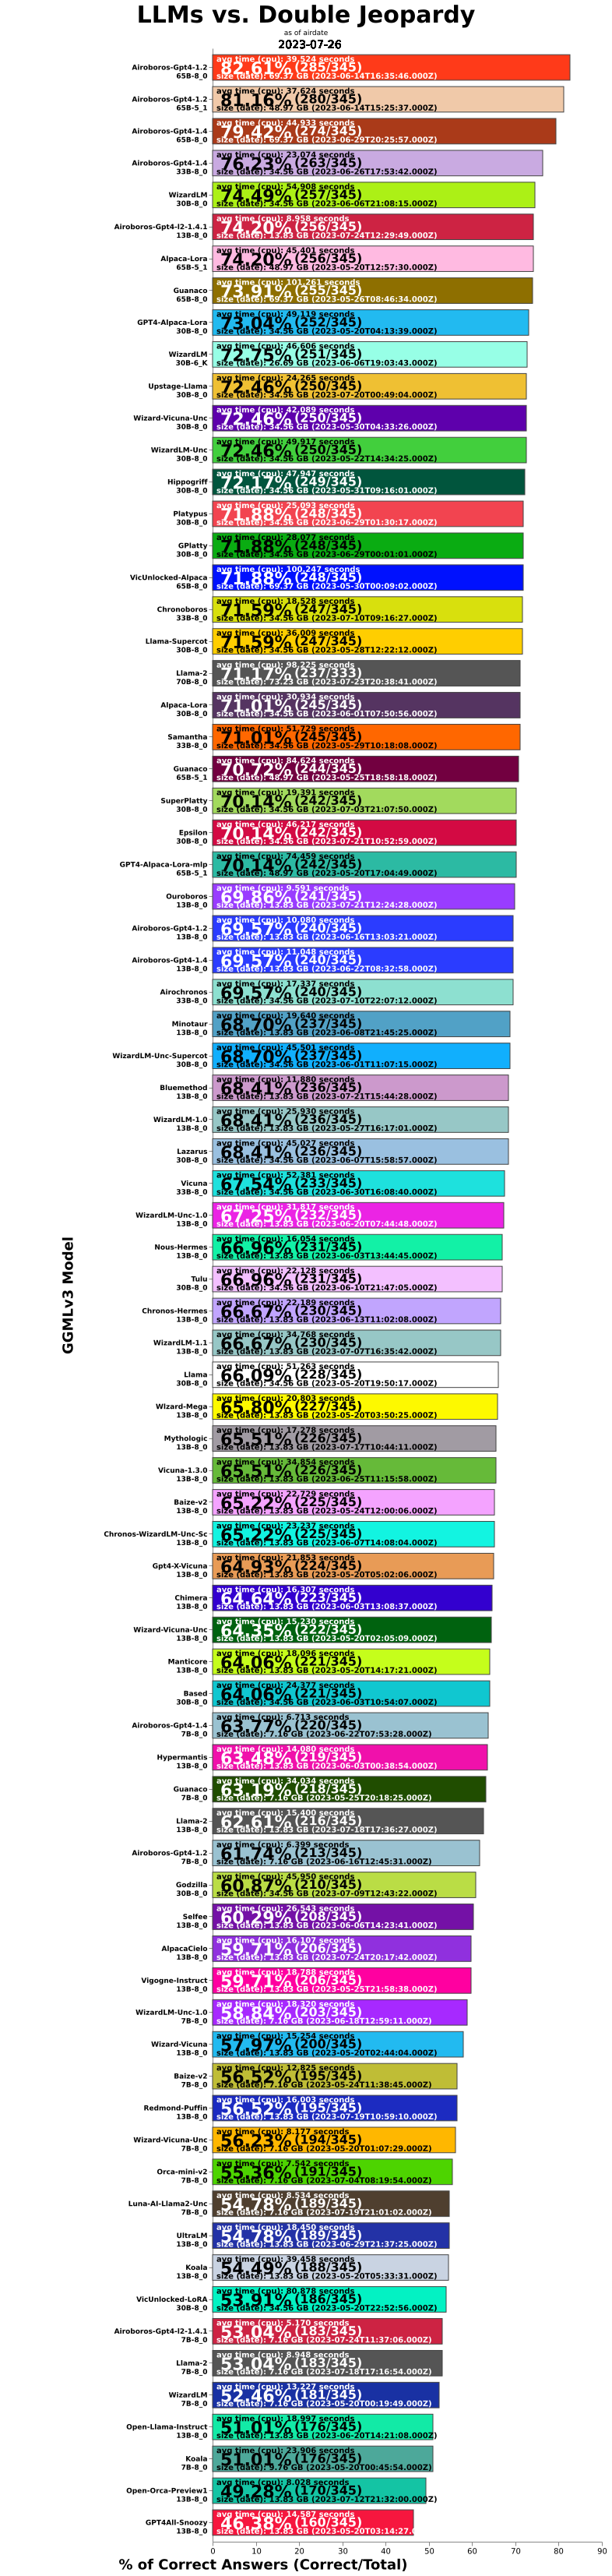 LLMs vs. Double Jeopardy
as of airdate
2023-07-26
GGMLv3 Model
Airoboros-Gpt4-1.2
65B-8_0
avg time (cpu): 39,524 seconds
82.61% (285/345)
size (date): 69.37 GB (2023-06-14T16:35:46.000Z)
Airoboros-Gpt4-1.2
65B-5_1
avg time (cpu): 37,624 seconds
81.16% (280/345)
size (date): 48.97 GB (2023-06-14T15:25:37.000Z)
Airoboros-Gpt4-1.4
65B-8_0
avg time (cpu): 44,933 seconds
79.42% (274/345)
size (date): 69.37 GB (2023-06-29T20:25:57.000Z)
Airoboros-Gpt4-1.4
33B-8_0
avg time (cpu): 23,074 seconds
76.23% (263/345)
size (date): 34.56 GB (2023-06-26T17:53:42.000Z)
WizardLM
30B-8_0
avg time (cpu): 54,908 seconds
74.49% (257/345)
size (date): 34.56 GB (2023-06-06T21:08:15.000Z)
Airoboros-Gpt4-l2-1.4.1
13B-8_0
avg time (cpu): 8,958 seconds
74.20% (256/345)
size (date): 13.83 GB (2023-07-24T12:29:49.000Z)
Alpaca-Lora
65B-5_1
avg time (cpu): 45,401 seconds
74.20% (256/345)
size (date): 48.97 GB (2023-05-20T12:57:30.000Z)
Guanaco
65B-8_0
avg time (cpu): 101,261 seconds
73.91% (255/345)
size (date): 69.37 GB (2023-05-26T08:46:34.000Z)
GPT4-Alpaca-Lora
30B-8_0
avg time (cpu): 49,119 seconds
73.04% (252/345)
size (date): 34.56 GB (2023-05-20T04:13:39.000Z)
WizardLM
30B-6_K
avg time (cpu): 46,606 seconds
72.75% (251/345)
size (date): 26.69 GB (2023-06-06T19:03:43.000Z)
Upstage-Llama
30B-8_0
avg time (cpu): 24,265 seconds
72.46% (250/345)
size (date): 34.56 GB (2023-07-20T00:49:04.000Z)
Wizard-Vicuna-Unc
30B-8_0
avg time (cpu): 42,089 seconds
72.46% (250/345)
size (date): 34.56 GB (2023-05-30T04:33:26.000Z)
WizardLM-Unc
30B-8_0
avg time (cpu): 49,917 seconds
72.46% (250/345)
size (date): 34.56 GB (2023-05-22T14:34:25.000Z)
Hippogriff
30B-8_0
avg time (cpu): 47,947 seconds
72.17% (249/345)
size (date): 34.56 GB (2023-05-31T09:16:01.000Z)
Platypus
30B-8_0
avg time (cpu): 25,093 seconds
71.88% (248/345)
size (date): 34.56 GB (2023-06-29T01:30:17.000Z)
GPlatty
30B-8_0
avg time (cpu): 28,077 seconds
71.88% (248/345)
size (date): 34.56 GB (2023-06-29T00:01:01.000Z)
VicUnlocked-Alpaca
65B-8_0
avg time (cpu): 100,247 seconds
71.88% (248/345)
size (date): 69.37 GB (2023-05-30T00:09:02.000Z)
Chronoboros
33B-8_0
avg time (cpu): 18,528 seconds
71.59% (247/345)
size (date): 34.56 GB (2023-07-10T09:16:27.000Z)
Llama-Supercot
30B-8_0
avg time (cpu): 36,009 seconds
71.59% (247/345)
size (date): 34.56 GB (2023-05-28T12:22:12.000Z)
Llama-2
70B-8_0
avg time (cpu): 98,225 seconds
71.17% (237/333)
size (date): 73.23 GB (2023-07-23T20:38:41.000Z)
Alpaca-Lora
30B-8_0
avg time (cpu): 30,934 seconds
71.01% (245/345)
size (date): 34.56 GB (2023-06-01T07:50:56.000Z)
Samantha
33B-8_0
avg time (cpu): 51,729 seconds
71.01% (245/345)
size (date): 34.56 GB (2023-05-29T10:18:08.000Z)
Guanaco
65B-5_1
avg time (cpu): 84,624 seconds
70.72% (244/345)
size (date): 48.97 GB (2023-05-25T18:58:18.000Z)
SuperPlatty
30B-8_0
avg time (cpu): 19,391 seconds
70.14% (242/345)
size (date): 34.56 GB (2023-07-03T21:07:50.000Z)
Epsilon
30B-8_0
avg time (cpu): 46,217 seconds
70.14% (242/345)
size (date): 34.56 GB (2023-07-21T10:52:59.000Z)
GPT4-Alpaca-Lora-mlp
65B-5_1
avg time (cpu): 74,459 seconds
70.14% (242/345)
size (date): 48.97 GB (2023-05-20T17:04:49.000Z)
Ouroboros
13B-8_0
avg time (cpu): 9,591 seconds
69.86% (241/345)
size (date): 13.83 GB (2023-07-21T12:24:28.000Z)
Airoboros-Gpt4-1.2
13B-8_0
avg time (cpu): 10,080 seconds
69.57% (240/345)
size (date): 13.83 GB (2023-06-16T13:03:21.000Z)
Airoboros-Gpt4-1.4
13B-8_0
avg time (cpu): 11,048 seconds
69.57% (240/345)
size (date): 13.83 GB (2023-06-22T08:32:58.000Z)
Airochronos
33B-8_0
avg time (cpu): 17,337 seconds
69.57% (240/345)
size (date): 34.56 GB (2023-07-10T22:07:12.000Z)
Minotaur
13B-8_0
avg time (cpu): 19,640 seconds
68.70% (237/345)
size (date): 13.83 GB (2023-06-08T21:45:25.000Z)
WizardLM-Unc-Supercot
30B-8_0
avg time (cpu): 45,501 seconds
68.70% (237/345)
size (date): 34.56 GB (2023-06-01T11:07:15.000Z)
Bluemethod
13B-8_0
avg time (cpu): 11,880 seconds
68.41% (236/345)
size (date): 13.83 GB (2023-07-21T15:44:28.000Z)
WizardLM-1.0
13B-8_0
avg time (cpu): 25,930 seconds
68.41% (236/345)
size (date): 13.83 GB (2023-05-27T16:17:01.000Z)
Lazarus
30B-8_0
avg time (cpu): 45,027 seconds
68.41% (236/345)
size (date): 34.56 GB (2023-06-07T15:58:57.000Z)
Vicuna
33B-8_0
avg time (cpu): 52,381 seconds
67.54% (233/345)
size (date): 34.56 GB (2023-06-30T16:08:40.000Z)
WizardLM-Unc-1.0
13B-8_0
avg time (cpu): 31,817 seconds
67.25% (232/345)
size (date): 13.83 GB (2023-06-20T07:44:48.000Z)
Nous-Hermes
13B-8_0
avg time (cpu): 16,054 seconds
66.96% (231/345)
size (date): 13.83 GB (2023-06-03T13:44:45.000Z)
Tulu
30B-8_0
avg time (cpu): 22,128 seconds
66.96% (231/345)
size (date): 34.56 GB (2023-06-10T21:47:05.000Z)
Chronos-Hermes
13B-8_0
avg time (cpu): 22,189 seconds
66.67% (230/345)
size (date): 13.83 GB (2023-06-13T11:02:08.000Z)
WizardLM-1.1
13B-8_0
avg time (cpu): 34,768 seconds
66.67% (230/345)
size (date): 13.83 GB (2023-07-07T16:35:42.000Z)
Llama
30B-8_0
avg time (cpu): 51,263 seconds
66.09% (228/345)
size (date): 34.56 GB (2023-05-20T19:50:17.000Z)
WIzard-Mega
13B-8_0
avg time (cpu): 20,803 seconds
65.80% (227/345)
size (date): 13.83 GB (2023-05-20T03:50:25.000Z)
Mythologic
13B-8_0
avg time (cpu): 17,278 seconds
65.51% (226/345)
size (date): 13.83 GB (2023-07-17T10:44:11.000Z)
Vicuna-1.3.0
13B-8_0
avg time (cpu): 34,854 seconds
65.51% (226/345)
size (date): 13.83 GB (2023-06-25T11:15:58.000Z)
Baize-v2
13B-8_0
avg time (cpu): 22,729 seconds
65.22% (225/345)
size (date): 13.83 GB (2023-05-24T12:00:06.000Z)
Chronos-WizardLM-Unc-Sc
13B-8_0
avg time (cpu): 23,237 seconds
65.22% (225/345)
size (date): 13.83 GB (2023-06-07T14:08:04.000Z)
Gpt4-X-Vicuna
13B-8_0
avg time (cpu): 21,853 seconds
64.93% (224/345)
size (date): 13.83 GB (2023-05-20T05:02:06.000Z)
Chimera
13B-8_0
avg time (cpu): 16,307 seconds
64.64% (223/345)
size (date): 13.83 GB (2023-06-03T13:08:37.000Z)
Wizard-Vicuna-Unc
13B-8_0
avg time (cpu): 15,230 seconds
64.35% (222/345)
size (date): 13.83 GB (2023-05-20T02:05:09.000Z)
Manticore
13B-8_0
avg time (cpu): 18,096 seconds
64.06% (221/345)
size (date): 13.83 GB (2023-05-20T14:17:21.000Z)
Based
30B-8_0
avg time (cpu): 24,377 seconds
64.06% (221/345)
size (date): 34.56 GB (2023-06-03T10:54:07.000Z)
Airoboros-Gpt4-1.4
7B-8_0
avg time (cpu): 6,713 seconds
63.77% (220/345)
size (date): 7.16 GB (2023-06-22T07:53:28.000Z)
Hypermantis
13B-8_0
avg time (cpu): 14,080 seconds
63.48% (219/345)
size (date): 13.83 GB (2023-06-03T00:38:54.000Z)
Guanaco
7B-8_0
avg time (cpu): 34,034 seconds
63.19% (218/345)
size (date): 7.16 GB (2023-05-25T20:18:25.000Z)
Llama-2
13B-8_0
avg time (cpu): 15,400 seconds
62.61% (216/345)
size (date): 13.83 GB (2023-07-18T17:36:27.000Z)
Airoboros-Gpt4-1.2
7B-8_0
avg time (cpu): 6,399 seconds
61.74% (213/345)
size (date): 7.16 GB (2023-06-16T12:45:31.000Z)
Godzilla
30B-8_0
avg time (cpu): 45,950 seconds
60.87% (210/345)
size (date): 34.56 GB (2023-07-09T12:43:22.000Z)
Selfee
13B-8_0
avg time (cpu): 26,543 seconds
60.29% (208/345)
size (date): 13.83 GB (2023-06-06T14:23:41.000Z)
AlpacaCielo
13B-8_0
avg time (cpu): 16,107 seconds
59.71% (206/345)
size (date): 13.83 GB (2023-07-24T20:17:42.000Z)
Vigogne-Instruct
13B-8_0
avg time (cpu): 18,788 seconds
59.71% (206/345)
size (date): 13.83 GB (2023-05-25T21:58:38.000Z)
WizardLM-Unc-1.0
7B-8_0
avg time (cpu): 18,320 seconds
58.84% (203/345)
size (date): 7.16 GB (2023-06-18T12:59:11.000Z)
Wizard-Vicuna
13B-8_0
avg time (cpu): 15,254 seconds
57.97% (200/345)
size (date): 13.83 GB (2023-05-20T02:44:04.000Z)
Baize-v2
7B-8_0
avg time (cpu): 12,825 seconds
56.52% (195/345)
size (date): 7.16 GB (2023-05-24T11:38:45.000Z)
Redmond-Puffin
13B-8_0
avg time (cpu): 16,003 seconds
56.52% (195/345)
size (date): 13.83 GB (2023-07-19T10:59:10.000Z)
Wizard-Vicuna-Unc
7B-8_0
avg time (cpu): 8,177 seconds
56.23% (194/345)
size (date): 7.16 GB (2023-05-20T01:07:29.000Z)
Orca-mini-v2
7B-8_0
avg time (cpu): 7,542 seconds
55.36% (191/345)
size (date): 7.16 GB (2023-07-04T08:19:54.000Z)
Luna-AI-Llama2-Unc
7B-8_0
avg time (cpu): 8,534 seconds
54.78% (189/345)
size (date): 7.16 GB (2023-07-19T21:01:02.000Z)
UltraLM
13B-8_0
avg time (cpu): 18,450 seconds
54.78% (189/345)
size (date): 13.83 GB (2023-06-29T21:37:25.000Z)
Koala
13B-8_0
avg time (cpu): 39,458 seconds
54.49% (188/345)
size (date): 13.83 GB (2023-05-20T05:33:31.000Z)
VicUnlocked-LoRA
30B-8_0
avg time (cpu): 80,878 seconds
53.91% (186/345)
size (date): 34.56 GB (2023-05-20T22:52:56.000Z)
Airoboros-Gpt4-l2-1.4.1
7B-8_0
avg time (cpu): 5,170 seconds
53.04% (183/345)
size (date): 7.16 GB (2023-07-24T11:37:06.000Z)
Llama-2
7B-8_0
avg time (cpu): 8,948 seconds
53.04% (183/345)
size (date): 7.16 GB (2023-07-18T17:16:54.000Z)
WizardLM
7B-8_0
avg time (cpu): 13,227 seconds
52.46% (181/345)
size (date): 7.16 GB (2023-05-20T00:19:49.000Z)
Open-Llama-Instruct
13B-8_0
avg time (cpu): 18,997 seconds
51.01% (176/345)
size (date): 13.83 GB (2023-06-20T14:21:08.000Z)
Koala
7B-8_0
avg time (cpu): 23,906 seconds
51.01% (176/345)
size (date): 9.76 GB (2023-05-20T00:45:54.000Z)
Open-Orca-Preview1
13B-8_0
avg time (cpu): 8,028 seconds
49.28% (170/345)
size (date): 13.83 GB (2023-07-12T21:32:00.000Z)
GPT4All-Snoozy
13B-8_0
avg time (cpu): 14,587 seconds
46.38% (160/345)
size (date): 13.83 GB (2023-05-20T03:14:27.0
0 10 20 30 40 50 60 70 80 90
% of Correct Answers (Correct/Total)